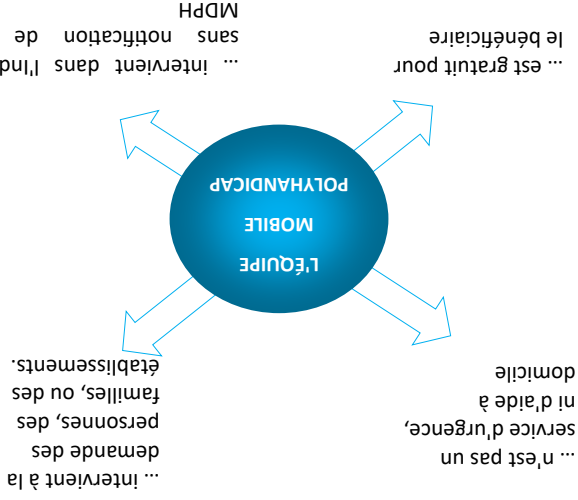 ... n'est pas un
service d'urgence,
ni d'aide à
domicile
... intervient à la
demande des
personnes, des
familles, ou des
établissements.
L'ÉQUIPE
MOBILE
POLYHANDICAP
... est gratuit pour
le bénéficiaire
... intervient dans l'Ind
sans notification de
MDPH